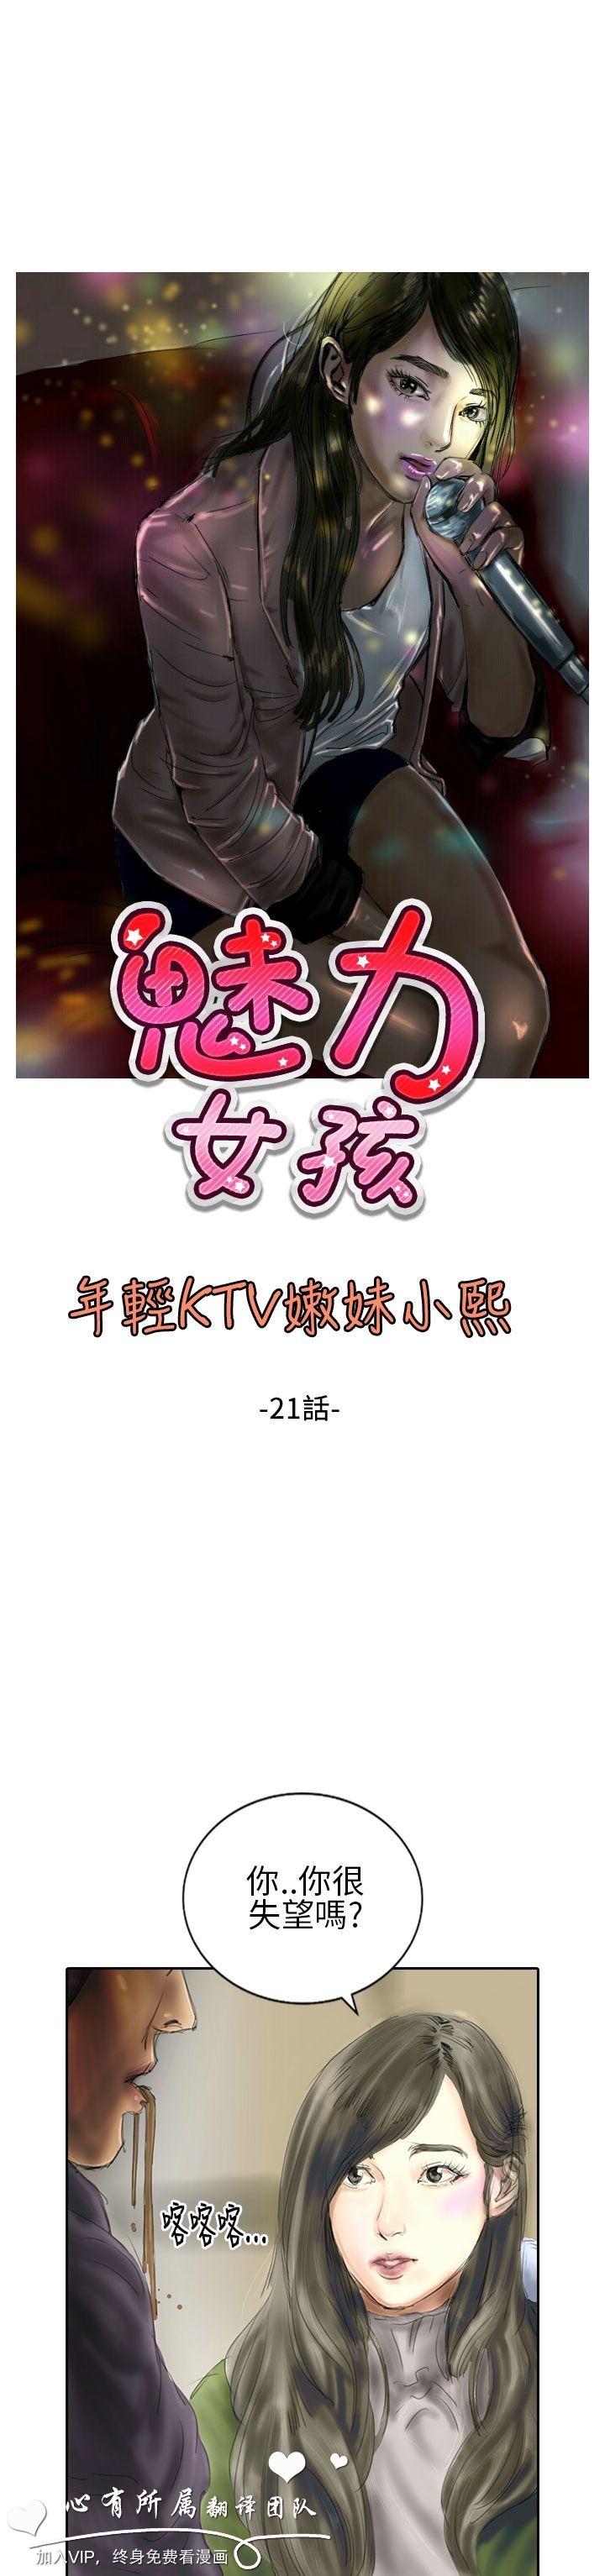 魅力
女孩
年輕KTV嫩妹小熙
-21話-
你..你很
失望嗎?
喀喀喀...
心有所属翻译团队
加入VIP，终身免费看漫画